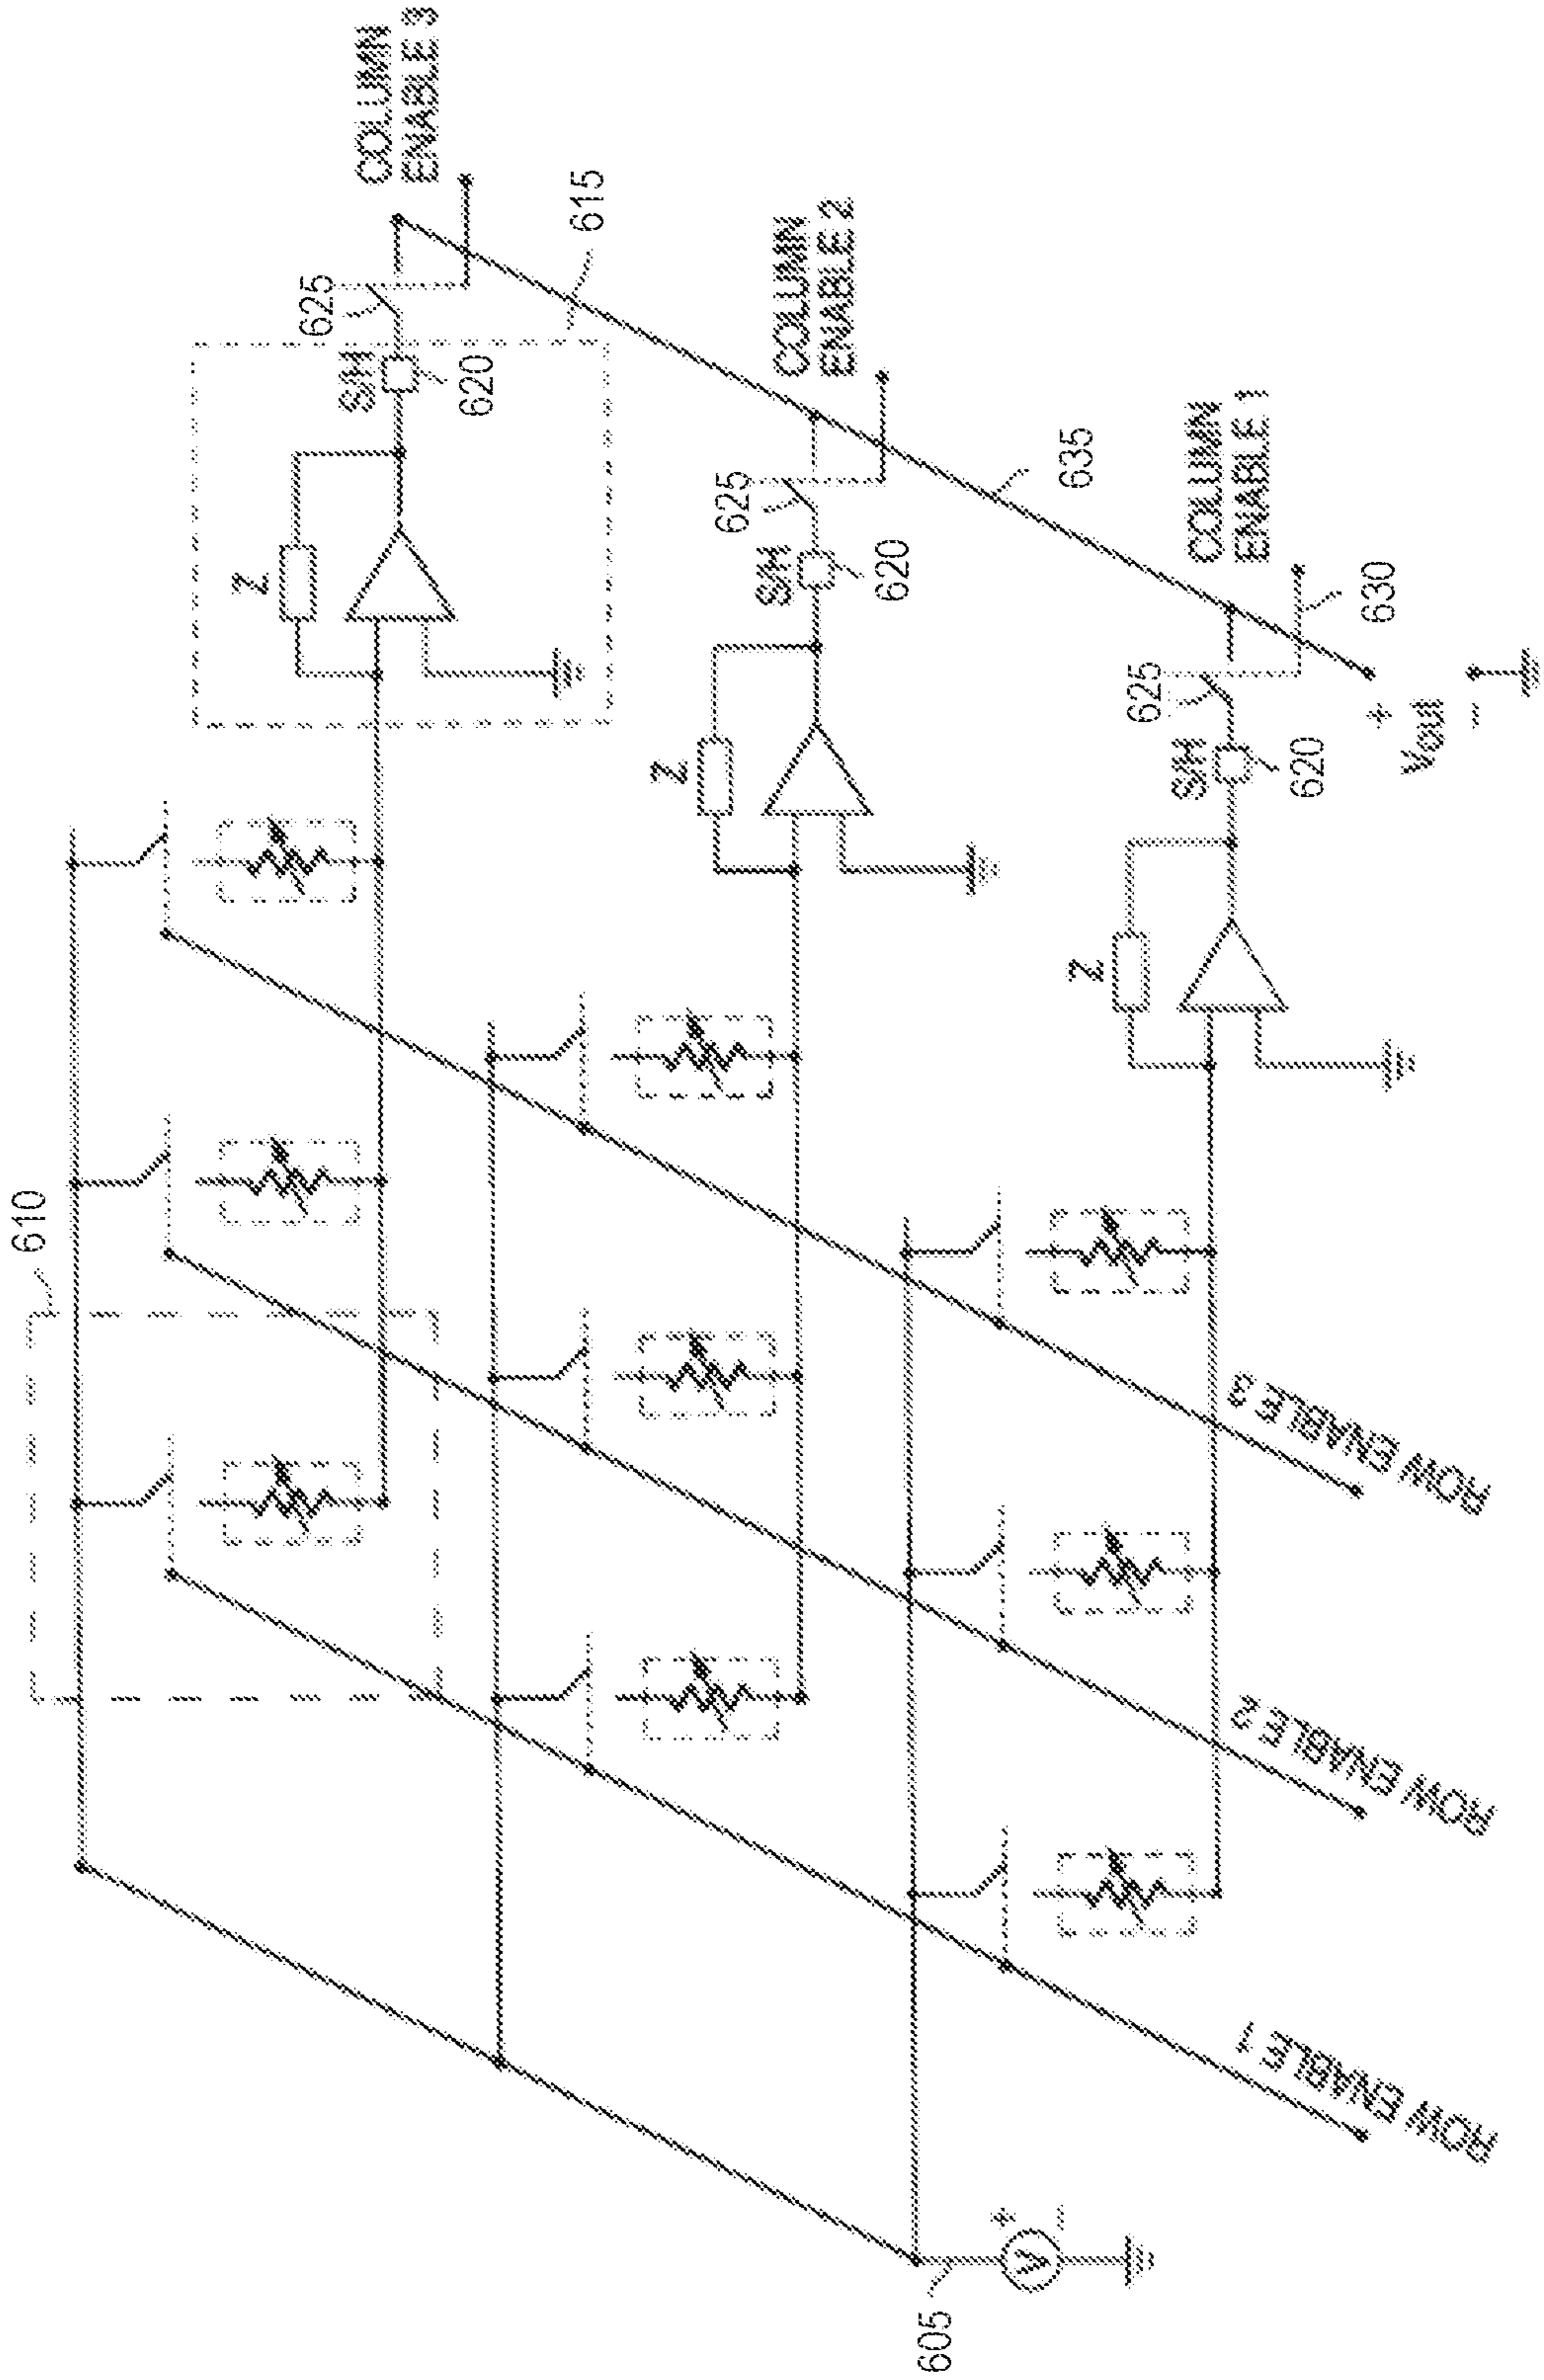 610
COLUMN
ENABLE 3
625
S/H
620
Z
615
COLUMN
ENABLE 2
625
S/H
620
Z
635
COLUMN
ENABLE 1
625
S/H
620
Z
630
+
Vout
−
ROW ENABLE 3
ROW ENABLE 2
ROW ENABLE 1
605
+
V
−